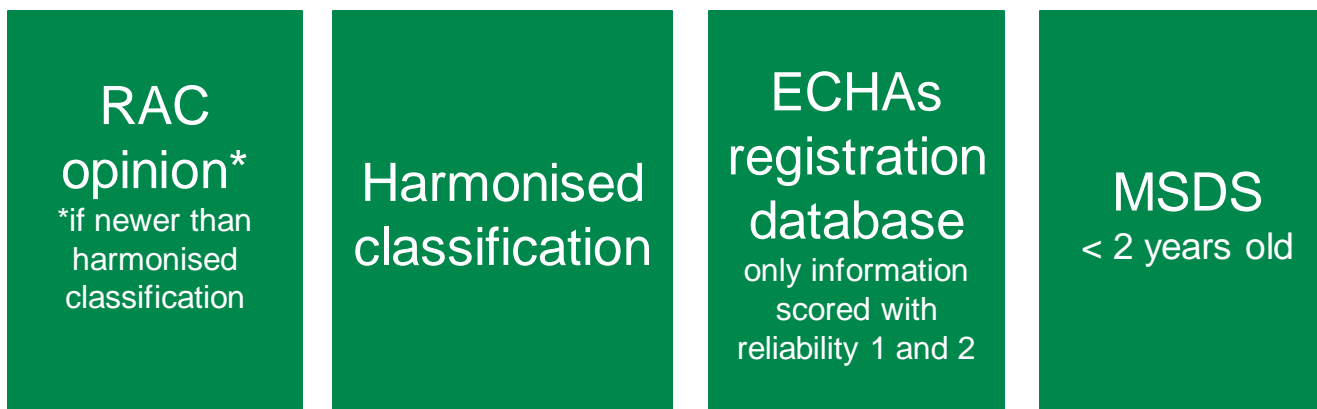 RAC
opinion*
*if newer than
harmonised
classification
Harmonised
classification
ECHAs
registration
database
only information
scored with
reliability 1 and 2
MSDS
< 2 years old